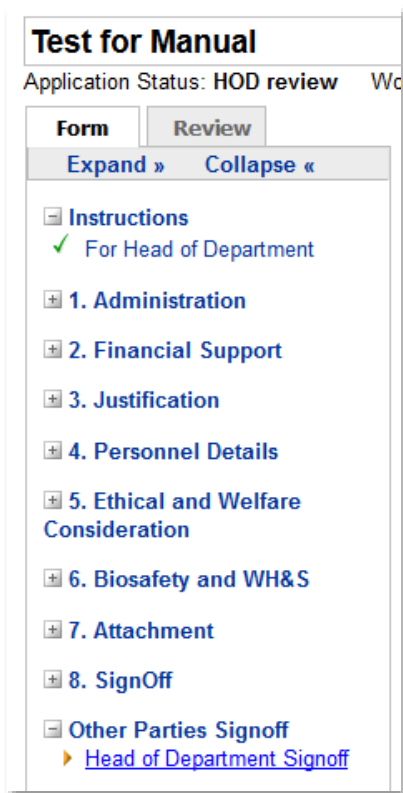 Test for Manual
Application Status: HOD review Wo
Form Review
Expand » Collapse «
Instructions
For Head of Department
1. Administration
2. Financial Support
3. Justification
4. Personnel Details
5. Ethical and Welfare
Consideration
6. Biosafety and WH&S
7. Attachment
8. SignOff
Other Parties Signoff
Head of Department Signoff